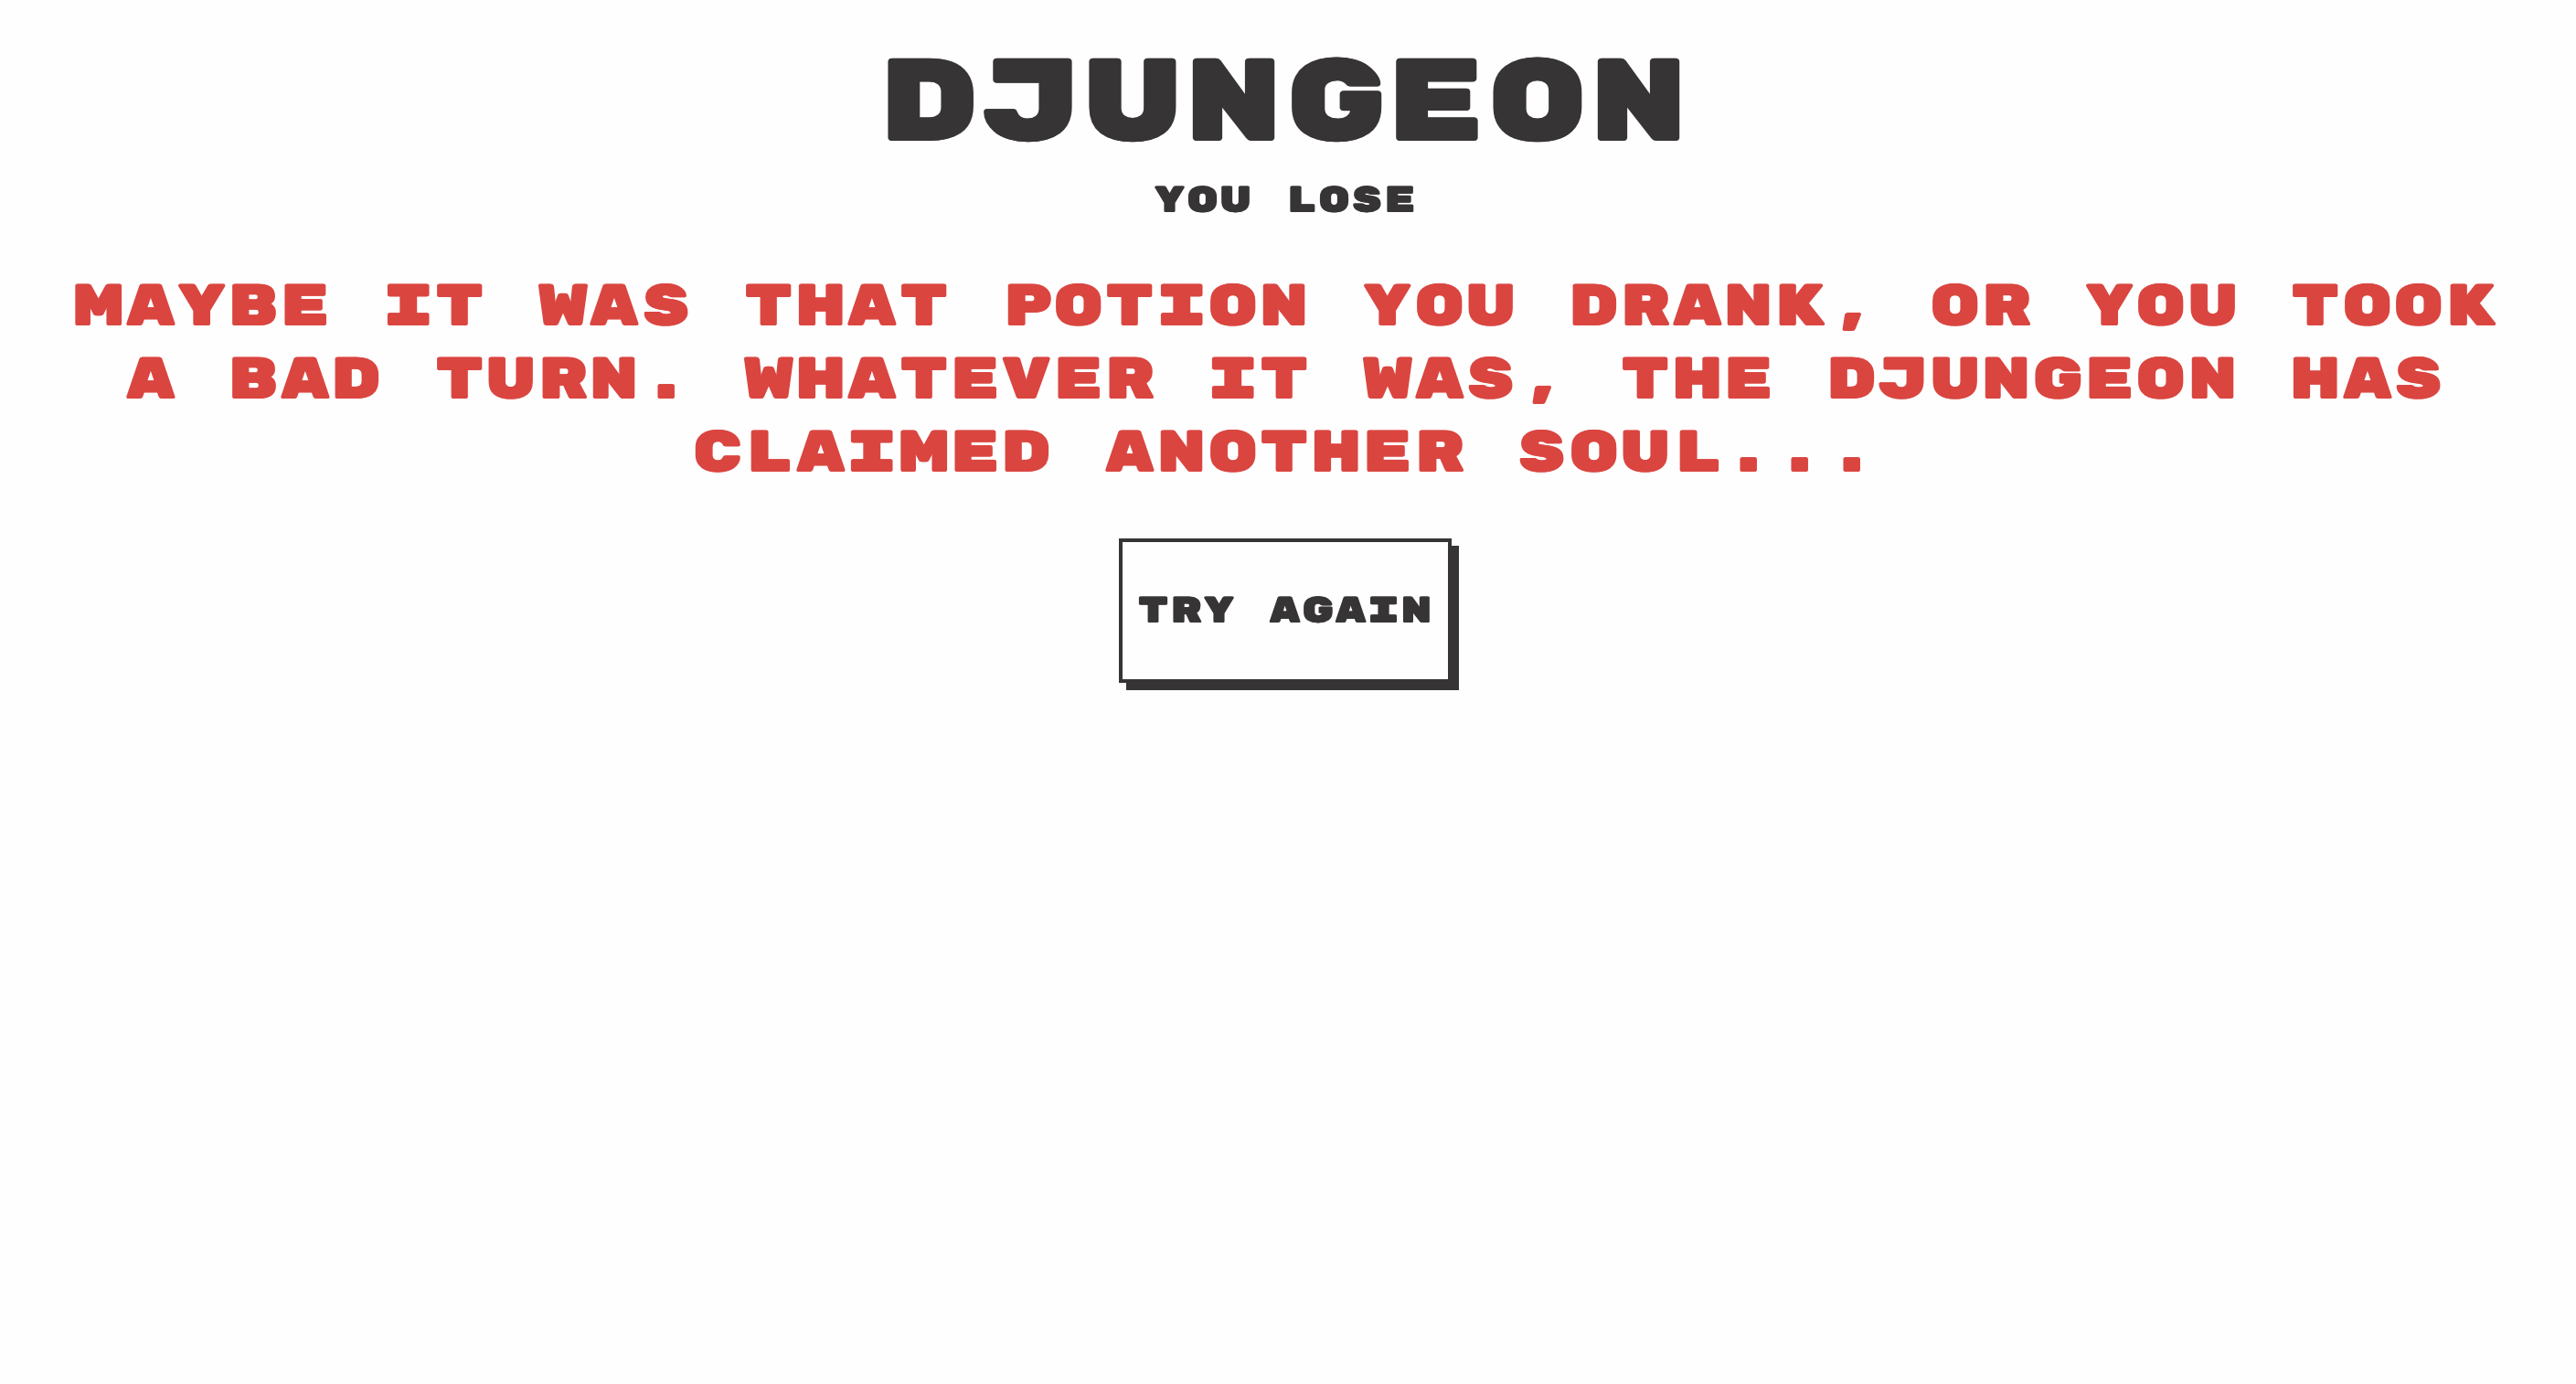 DJUNGEON
YOU LOSE
MAYBE IT WAS THAT POTION YOU DRANK, OR YOU TOOK
A BAD TURN. WHATEVER IT WAS, THE DJUNGEON HAS
CLAIMED ANOTHER SOUL...
TRY AGAIN